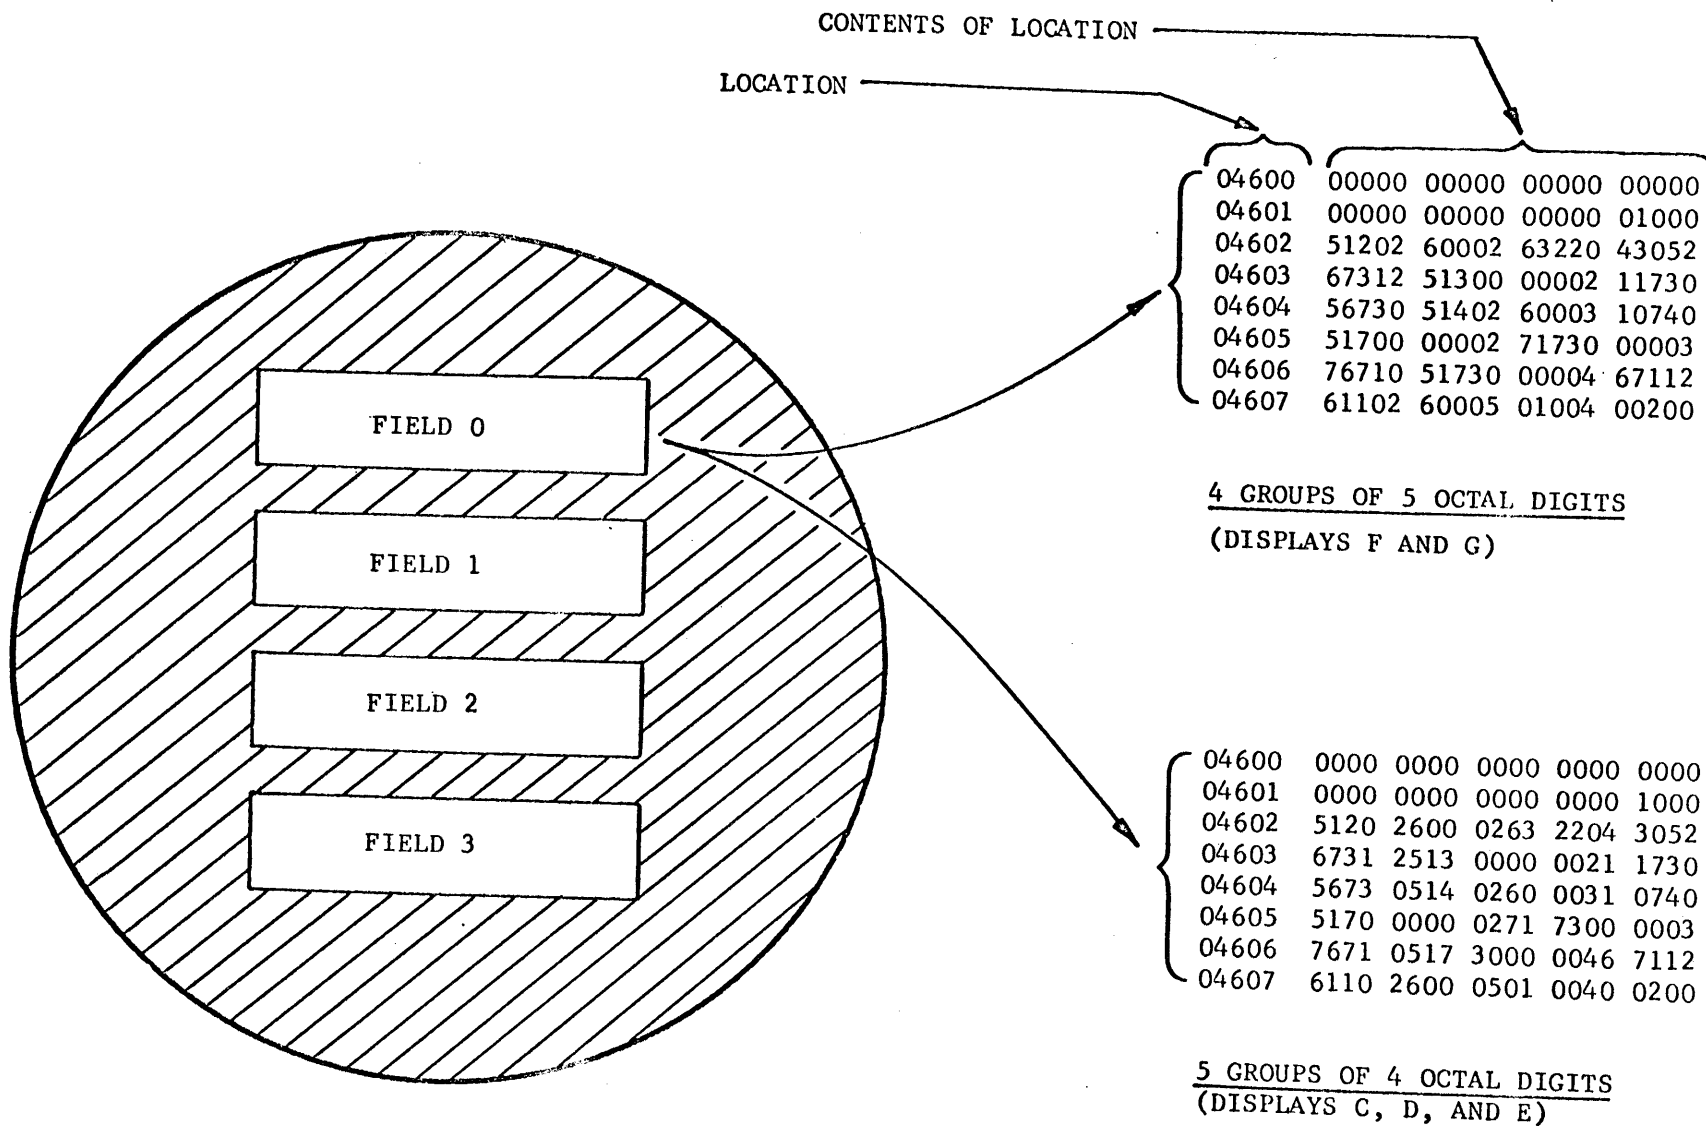 CONTENTS OF LOCATION
LOCATION
04600 00000 00000 00000 00000
04601 00000 00000 00000 01000
04602 51202 60002 63220 43052
04603 67312 51300 00002 11730
04604 56730 51402 60003 10740
04605 51700 00002 71730 00003
04606 76710 51730 00004 67112
04607 61102 60005 01004 00200
4 GROUPS OF 5 OCTAL DIGITS
(DISPLAYS F AND G)
FIELD 0
FIELD 1
FIELD 2
FIELD 3
04600 0000 0000 0000 0000 0000
04601 0000 0000 0000 0000 1000
04602 5120 2600 0263 2204 3052
04603 6731 2513 0000 0021 1730
04604 5673 0514 0260 0031 0740
04605 5170 0000 0271 7300 0003
04606 7671 0517 3000 0046 7112
04607 6110 2600 0501 0040 0200
5 GROUPS OF 4 OCTAL DIGITS
(DISPLAYS C, D, AND E)